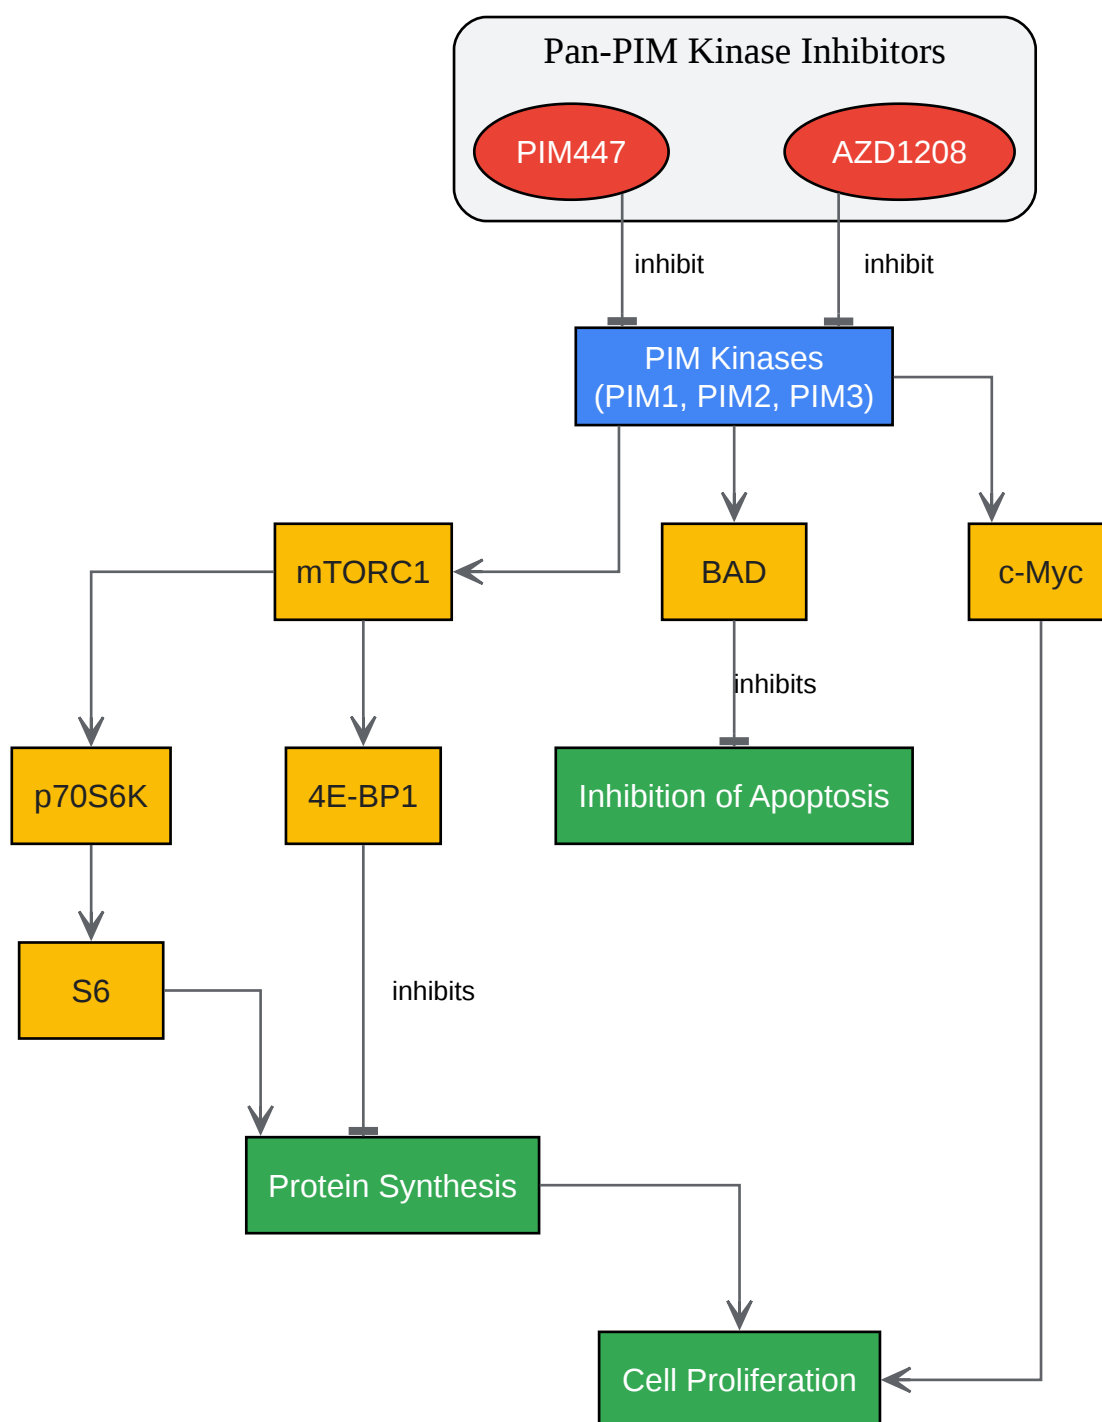 Pan-PIM Kinase Inhibitors
PIM447
AZD1208
inhibit
inhibit
PIM Kinases
(PIM1, PIM2, PIM3)
mTORC1
BAD
c-Myc
inhibits
p70S6K
4E-BP1
Inhibition of Apoptosis
S6
inhibits
Protein Synthesis
Cell Proliferation